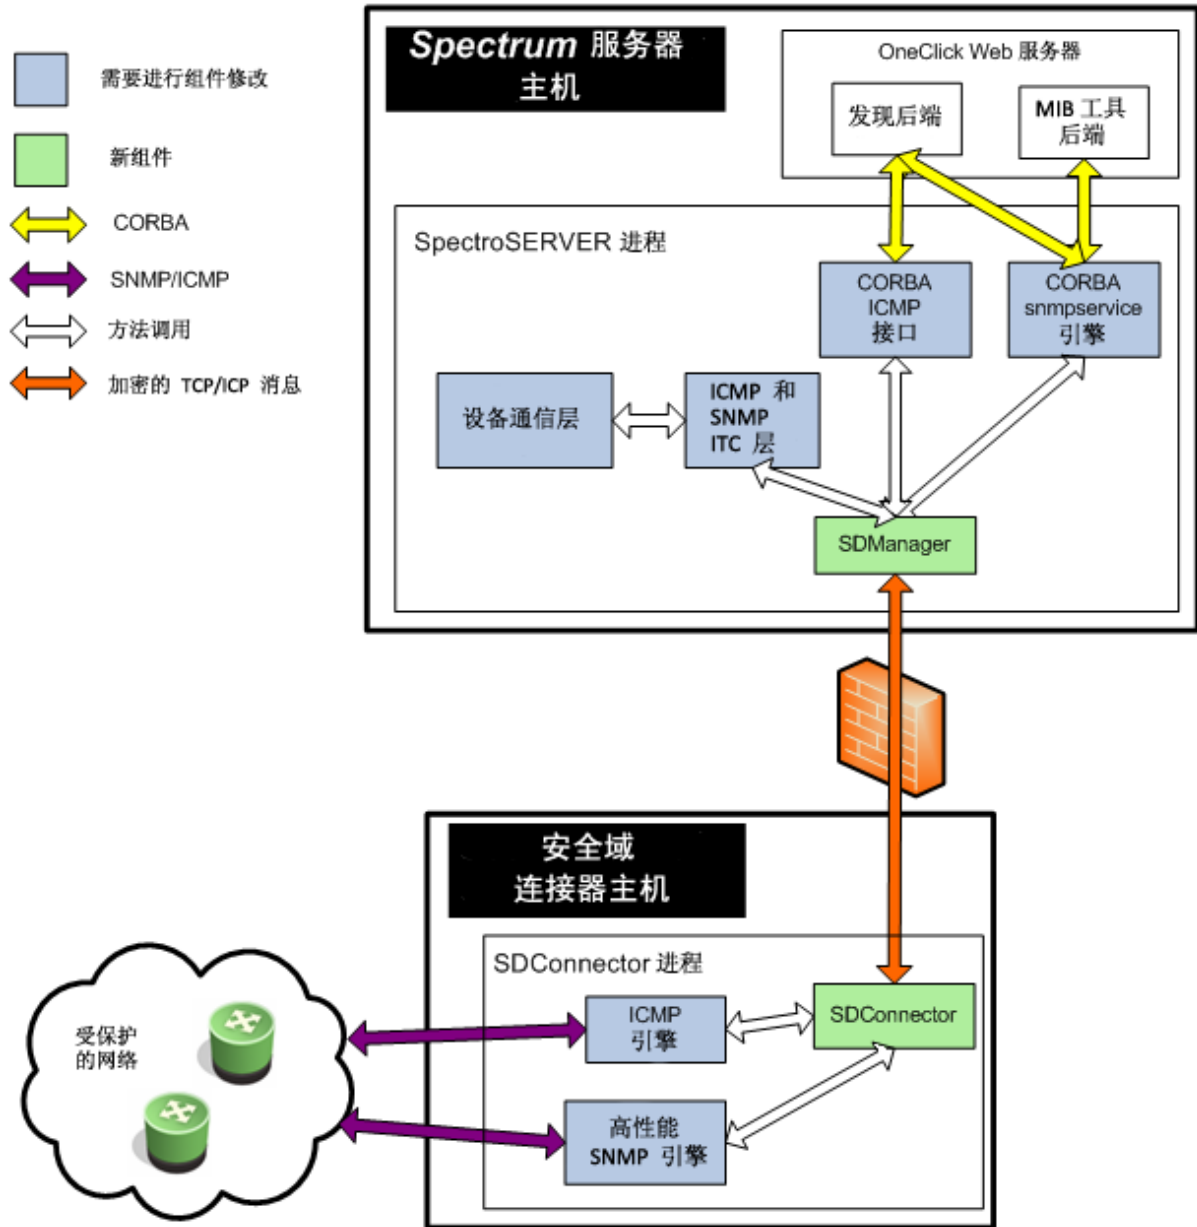 需要进行组件修改
新组件
CORBA
SNMP/ICMP
方法调用
加密的 TCP/ICP 消息
Spectrum 服务器
主机
OneClick Web 服务器
发现后端
MIB 工具
后端
SpectroSERVER 进程
CORBA
ICMP
接口
CORBA
snmpservice
引擎
设备通信层
ICMP 和
SNMP
ITC 层
SDManager
安全域
连接器主机
SDConnector 进程
ICMP
引擎
SDConnector
高性能
SNMP 引擎
受保护
的网络